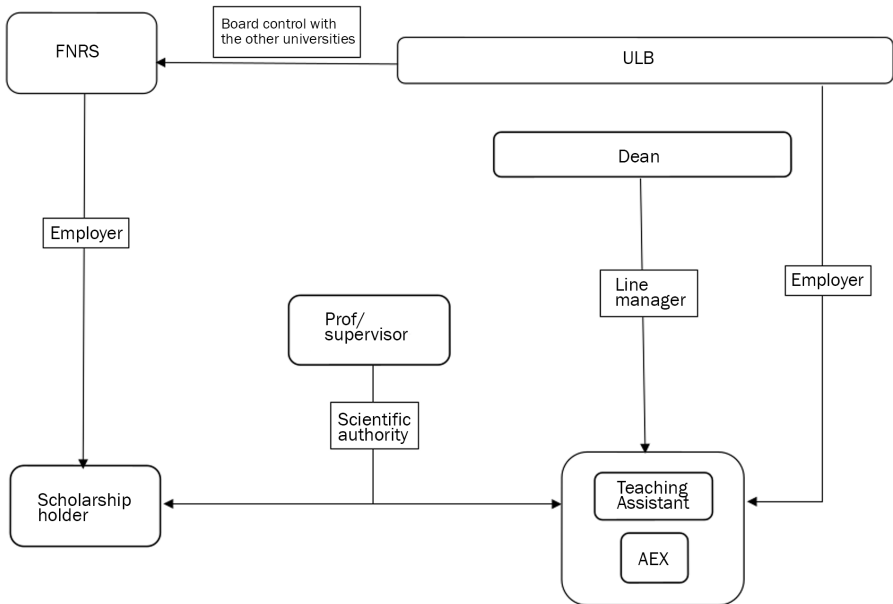 Board control with
the other universities
FNRS
ULB
Dean
Employer
Line
manager
Employer
Prof/
supervisor
Scientific
authority
Scholarship
holder
Teaching
Assistant
AEX